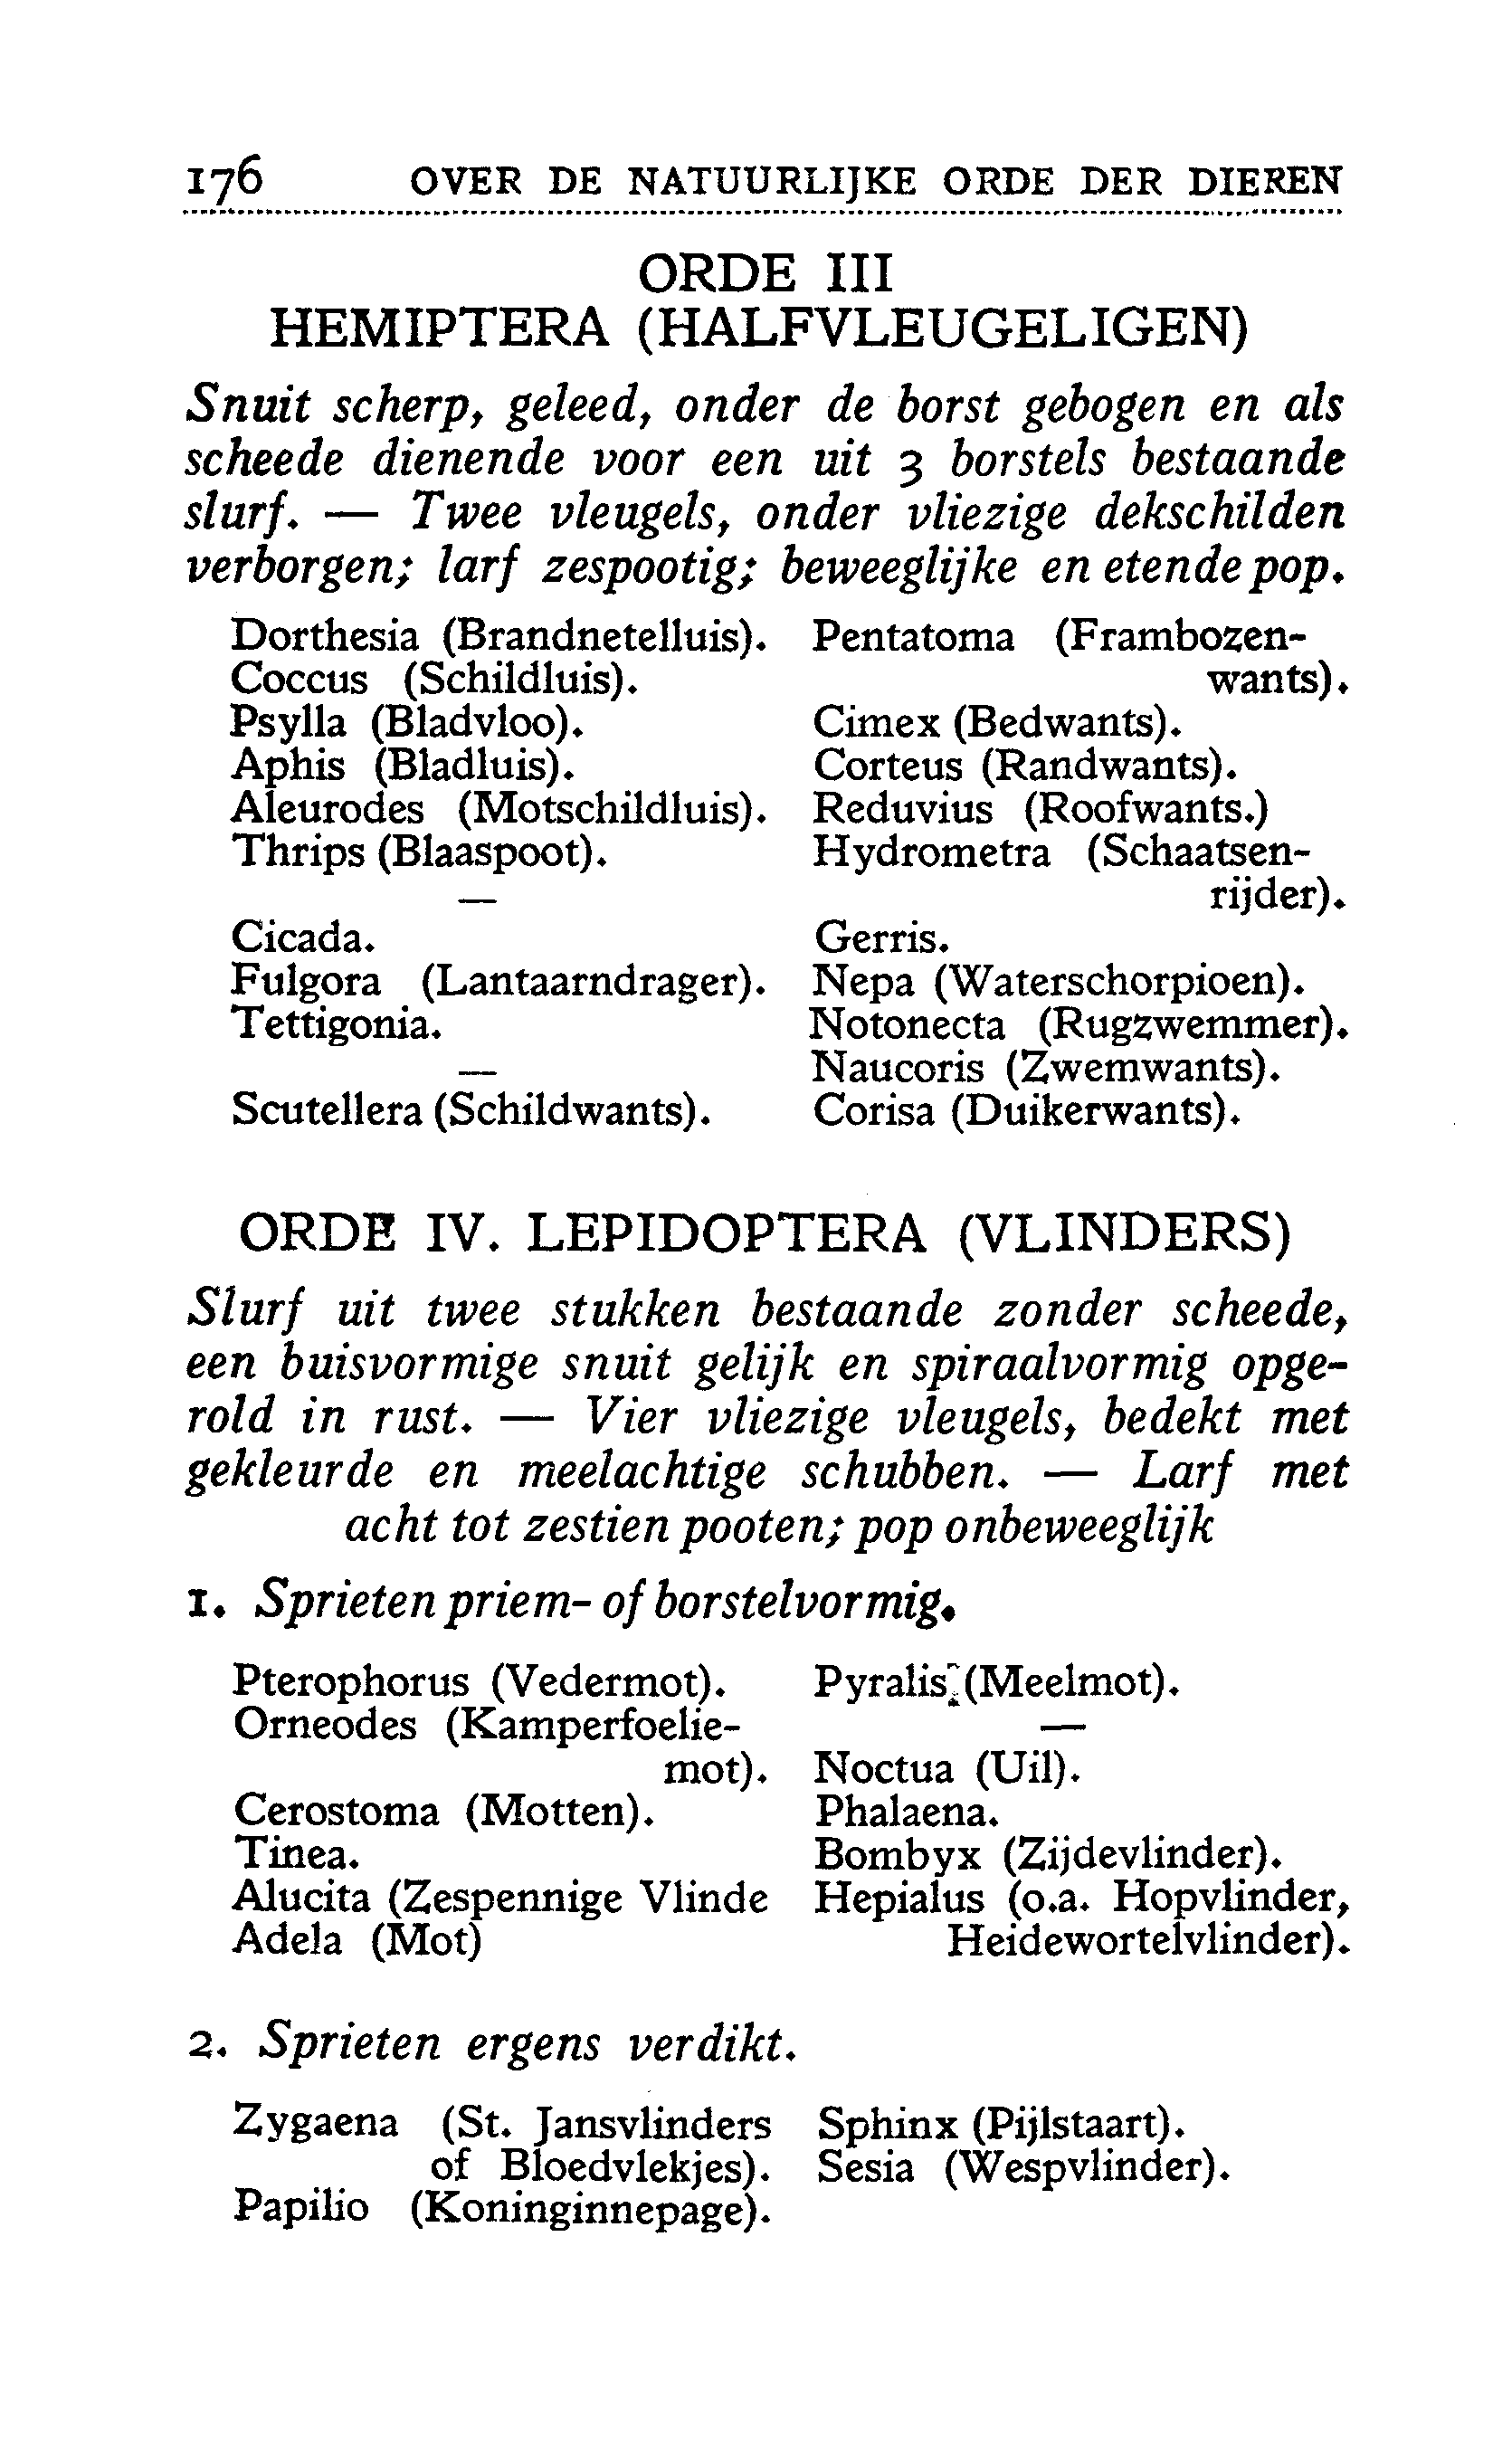 176 OVER DE NATUURLIJKE ORDE DER DIEREN
ORDE III
HEMIPTERA (HALFVLEUGELIGEN)
Snuit scherp, geleed, onder de borst gebogen en als
scheede dienende voor een uit 3 borstels bestaande
slurf. — Twee vleugels, onder vliezige dekschilden
verborgen; larf zespootig; beweeglijke en etende pop.
Dorthesia (Brandnetelluis).
Coccus (Schildluis).
Psylla (Bladvloo).
Aphis (Bladluis).
Aleurodes (Motschildluis).
Thrips (Blaaspoot).
—
Cicada.
Fulgora (Lantaarndrager).
Tettigonia.
—
Scutellera (Schildwants).
Pentatoma (Frambozen-
wants).
Cimex (Bedwants).
Corteus (Randwants).
Reduvius (Roofwants.)
Hydrometra (Schaatsen-
rijder).
Gerris.
Nepa (Waterschorpioen).
Notonecta (Rugzwemmer).
Naucoris (Zwemwants).
Corisa (Duikerwants).
ORDE IV. LEPIDOPTERA (VLINDERS)
Slurf uit twee stukken bestaande zonder scheede,
een buisvormige snuit gelijk en spiraalvormig opge-
rold in rust. — Vier vliezige vleugels, bedekt met
gekleurde en meelachtige schubben. — Larf met
acht tot zestien pooten; pop onbeweeglijk
1. Sprieten priem- of borstelvormig.
Pterophorus (Vedermot).
Orneodes (Kamperfoelie-
mot).
Cerostoma (Motten).
Tinea.
Alucita (Zespennige Vlinde
Adela (Mot)
Pyralis (Meelmot).
—
Noctua (Uil).
Phalaena.
Bombyx (Zijdevlinder).
Hepialus (o.a. Hopvlinder,
Heidewortelvlinder).
2. Sprieten ergens verdikt.
Zygaena (St. Jansvlinders
of Bloedvlekjes).
Papilio (Koninginnepage).
Sphinx (Pijlstaart).
Sesia (Wespvlinder).